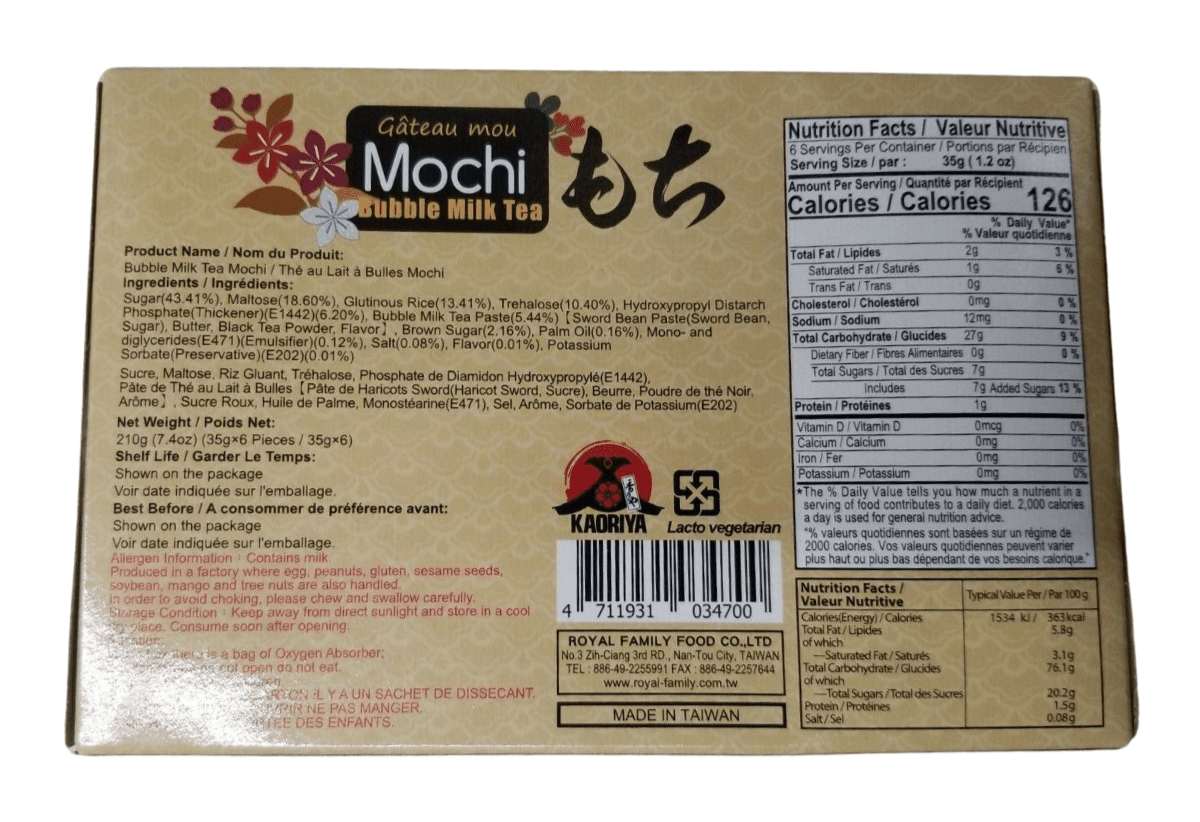 Gâteau mou
Mochi
Bubble Milk Tea
もち
Product Name / Nom du Produit:
Bubble Milk Tea Mochi / Thé au Lait à Bulles Mochi
Ingredients / Ingrédients:
Sugar(43.41%), Maltose(18.60%), Glutinous Rice(13.41%), Trehalose(10.40%), Hydroxypropyl Distarch
Phosphate(Thickener)(E1442)(6.20%), Bubble Milk Tea Paste(5.44%)【Sword Bean Paste(Sword Bean,
Sugar), Butter, Black Tea Powder, Flavor】, Brown Sugar(2.16%), Palm Oil(0.16%), Mono- and
diglycerides(E471)(Emulsifier)(0.12%), Salt(0.08%), Flavor(0.01%), Potassium
Sorbate(Preservative)(E202)(0.01%)
Sucre, Maltose, Riz Gluant, Tréhalose, Phosphate de Diamidon Hydroxypropylé(E1442),
Pâte de Thé au Lait à Bulles【Pâte de Haricots Sword(Haricot Sword, Sucre), Beurre, Poudre de thé Noir,
Arôme】, Sucre Roux, Huile de Palme, Monostéarine(E471), Sel, Arôme, Sorbate de Potassium(E202)
Net Weight / Poids Net:
210g (7.4oz) (35g×6 Pieces / 35g×6)
Shelf Life / Garder Le Temps:
Shown on the package
Voir date indiquée sur l'emballage.
Best Before / A consommer de préférence avant:
Shown on the package
Voir date indiquée sur l'emballage.
Allergen Information : Contains milk
Produced in a factory where egg, peanuts, gluten, sesame seeds,
soybean, mango and tree nuts are also handled.
In order to avoid choking, please chew and swallow carefully.
Storage Condition : Keep away from direct sunlight and store in a cool
place. Consume soon after opening.
is a bag of Oxygen Absorber;
not open do not eat.
IL Y A UN SACHET DE DISSECANT.
NE PAS MANGER.
DES ENFANTS.
KAORIYA
Lacto vegetarian
4 711931 034700
ROYAL FAMILY FOOD CO.,LTD
No.3 Zih-Ciang 3rd RD., Nan-Tou City, TAIWAN
TEL : 886-49-2255991 FAX : 886-49-2257644
www.royal-family.com.tw
MADE IN TAIWAN
Nutrition Facts / Valeur Nutritive
6 Servings Per Container / Portions par Récipien
Serving Size / par : 35g ( 1.2 oz)
Amount Per Serving / Quantité par Récipient
Calories / Calories 126
% Daily Value*
% Valeur quotidienne
Total Fat / Lipides 2g 3 %
Saturated Fat / Saturés 1g 6 %
Trans Fat / Trans 0g
Cholesterol / Cholestérol 0mg 0 %
Sodium / Sodium 12mg 0 %
Total Carbohydrate / Glucides 27g 9 %
Dietary Fiber / Fibres Alimentaires 0g 0 %
Total Sugars / Total des Sucres 7g
Includes 7g Added Sugars 13 %
Protein / Protéines 1g
Vitamin D / Vitamin D 0mcg 0%
Calcium / Calcium 0mg 0%
Iron / Fer 0mg 0%
Potassium / Potassium 0mg 0%
*The % Daily Value tells you how much a nutrient in a
serving of food contributes to a daily diet. 2,000 calories
a day is used for general nutrition advice.
*% valeurs quotidiennes sont basées sur un régime de
2000 calories. Vos valeurs quotidiennes peuvent varier
plus haut ou plus bas dépendant de vos besoins calorique.*
Nutrition Facts /
Valeur Nutritive
Typical Value Per / Par 100 g
Calories(Energy) / Calories 1534 kJ / 363kcal
Total Fat / Lipides 5.8g
of which
—Saturated Fat / Saturés 3.1g
Total Carbohydrate / Glucides 76.1g
of which
—Total Sugars / Total des Sucres 20.2g
Protein / Protéines 1.5g
Salt / Sel 0.08g